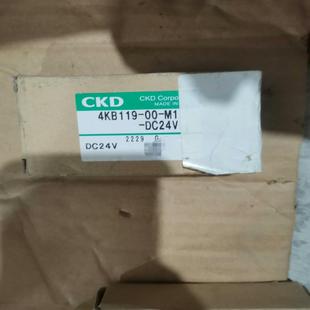 CKD
CKD Corpo
MADE IN
4KB119-00-M1
-DC24V
2229
DC24V